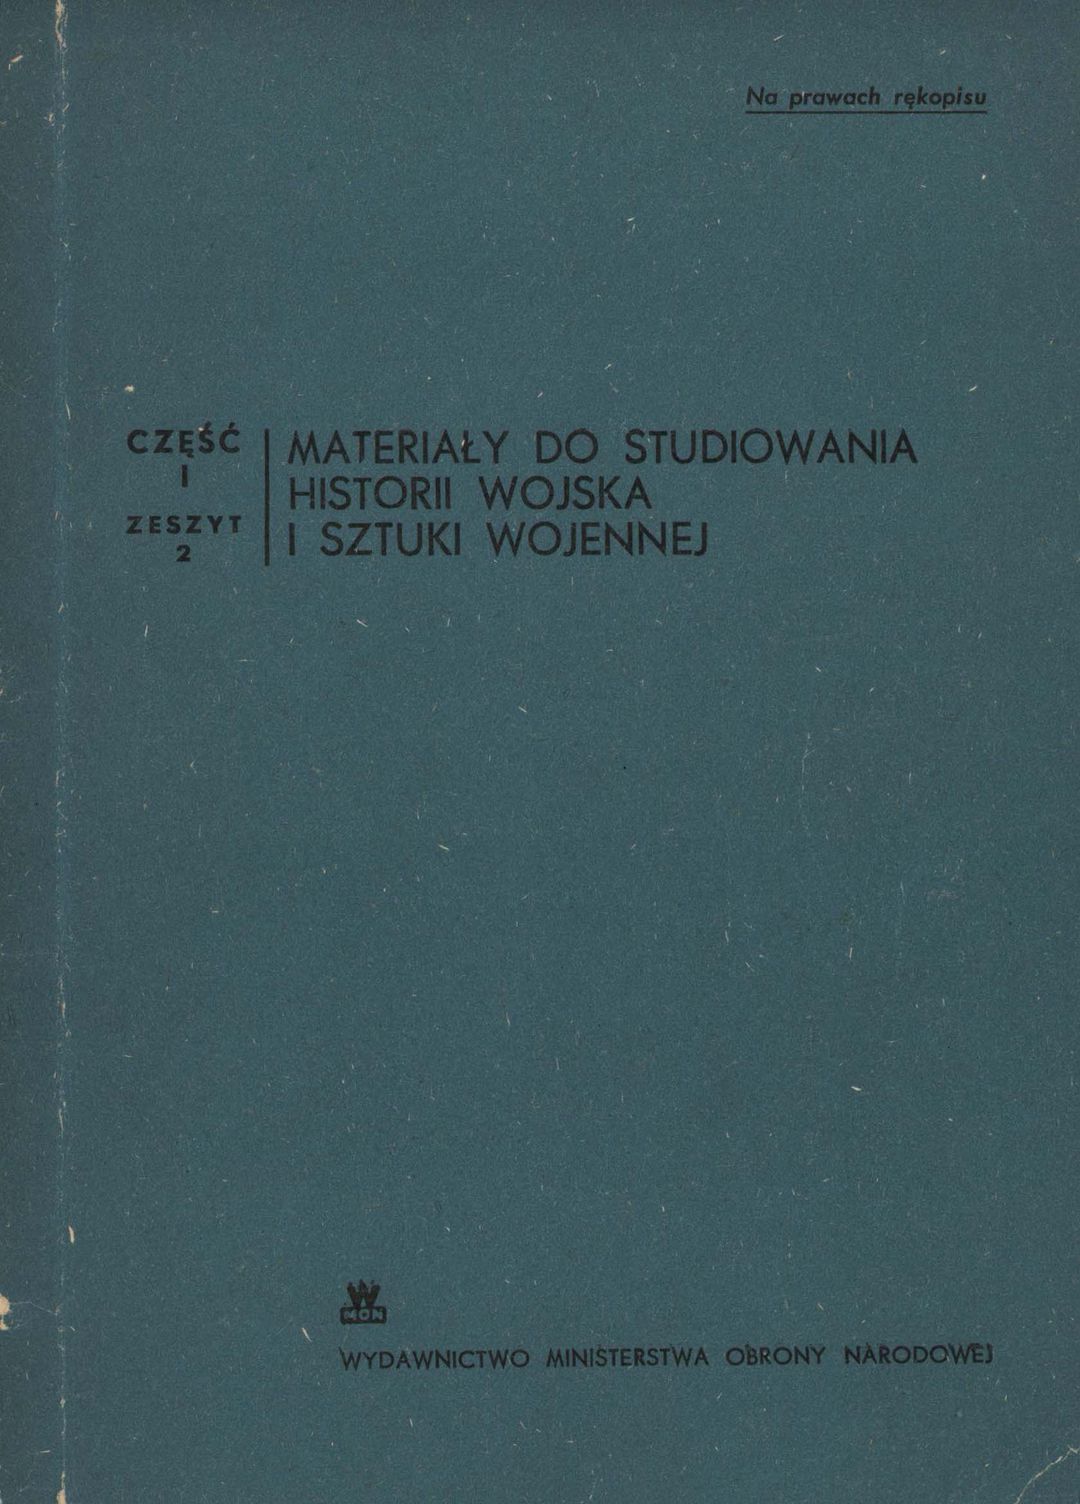 Na prawach rękopisu
CZĘŚĆ
I
ZESZYT
2
MATERIAŁY DO STUDIOWANIA
HISTORII WOJSKA
I SZTUKI WOJENNEJ
W
MON
WYDAWNICTWO MINISTERSTWA OBRONY NARODOWEJ